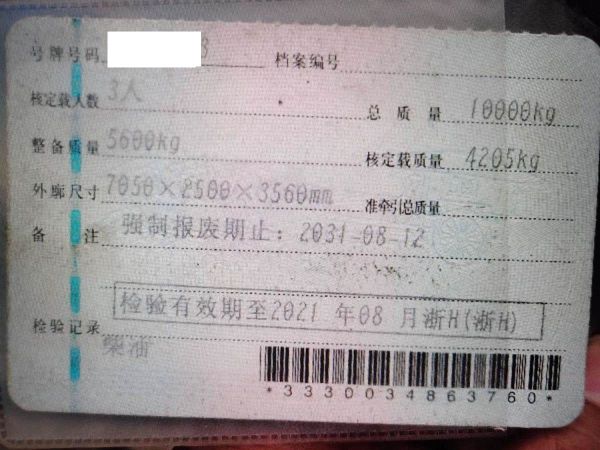 号牌号码 3 档案编号
核定载人数 3人 总质量 10000kg
整备质量 5600kg 核定载质量 4205kg
外廓尺寸 7050×2500×3560mm 准牵引总质量
备注 强制报废期止: 2031-08-12
检验有效期至2021 年08 月浙H(浙H)
检验记录
柴油
*3330034863760*